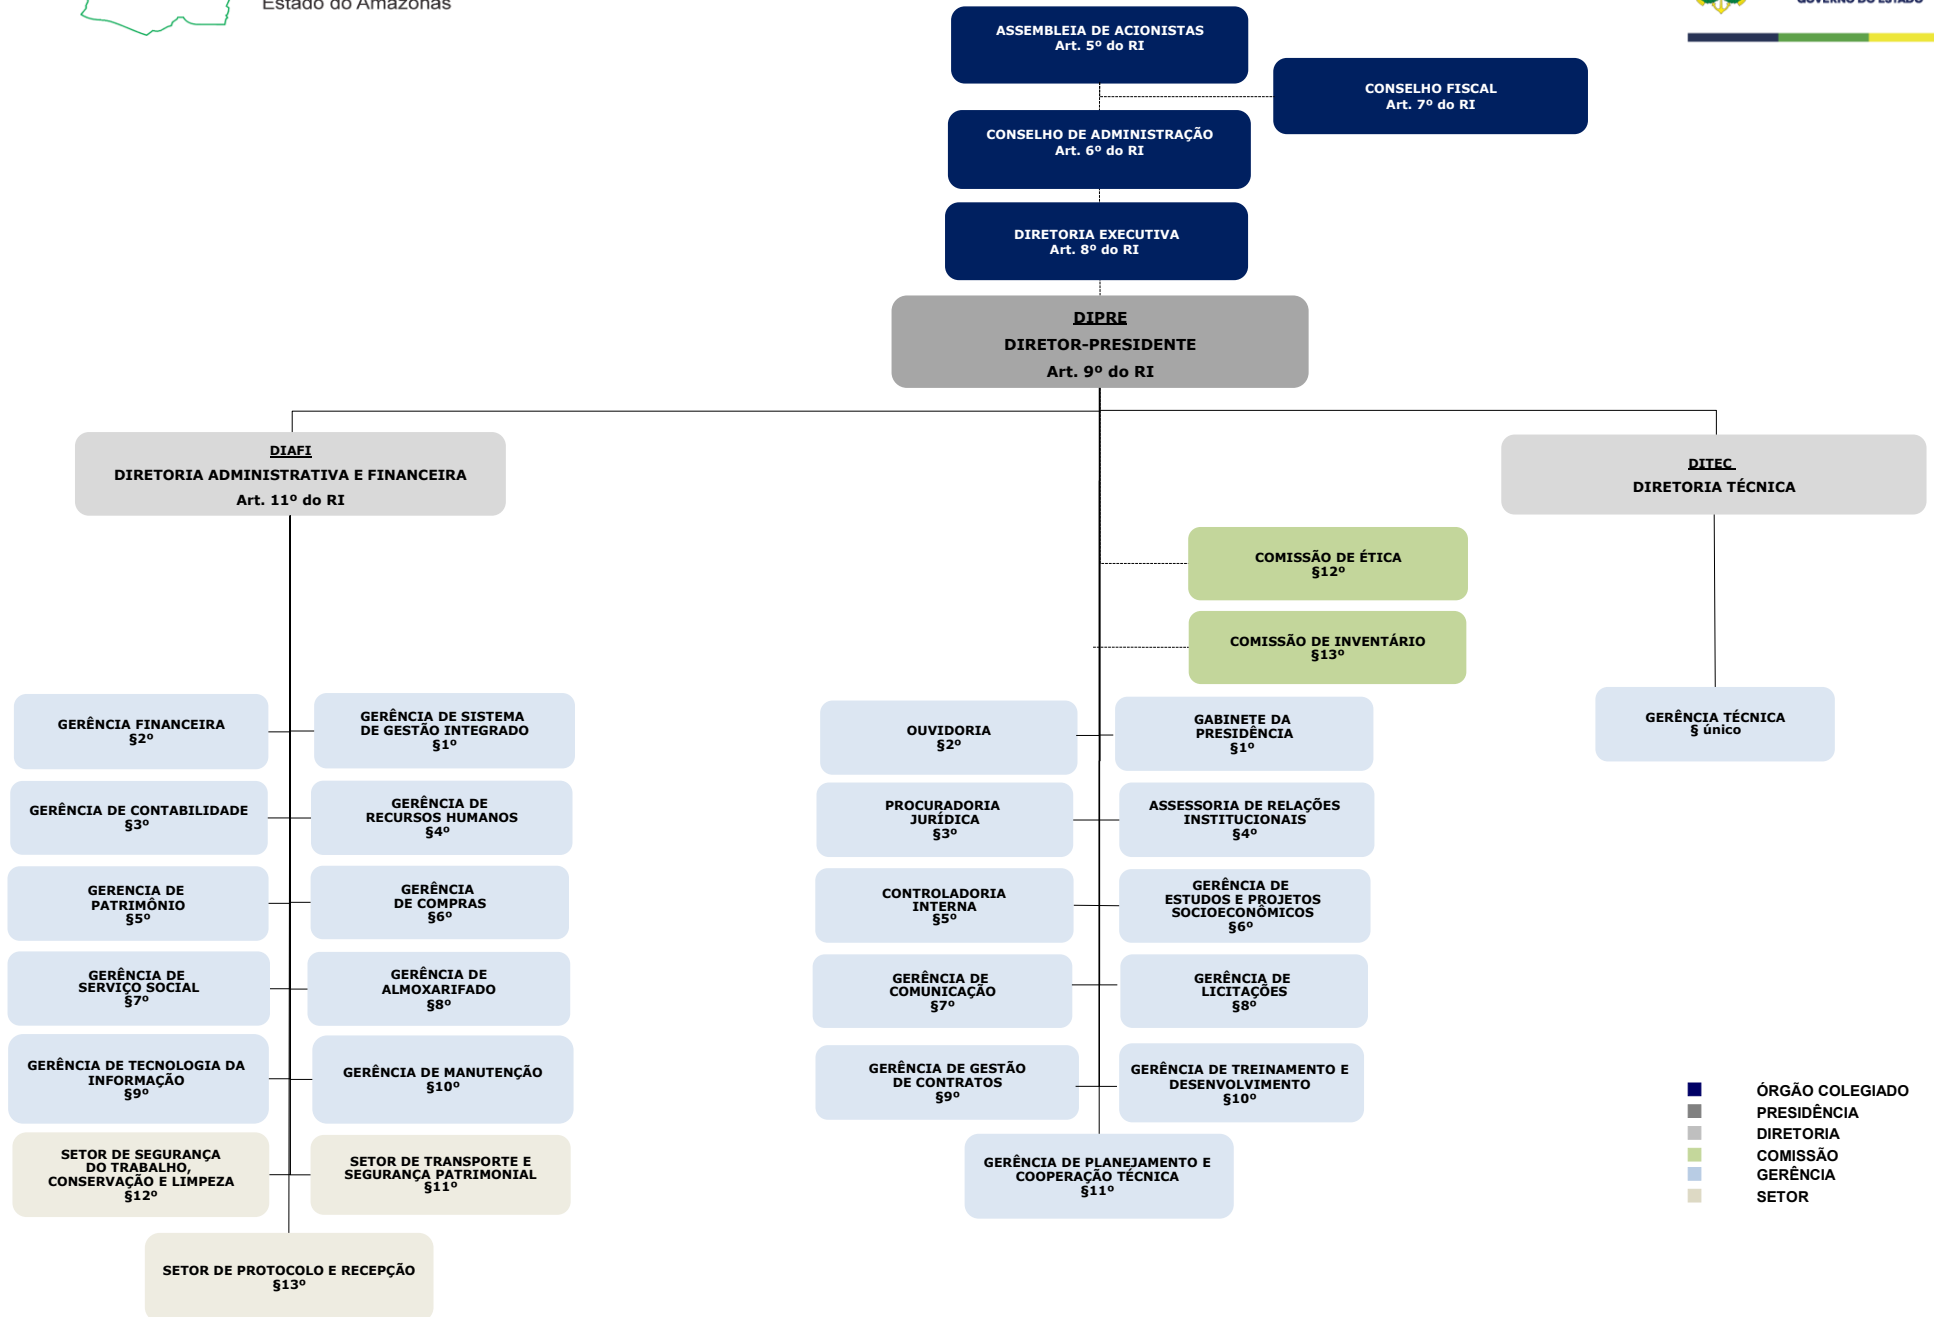 Estado do Amazonas
GOVERNO DO ESTADO
ASSEMBLEIA DE ACIONISTAS
Art. 5º do RI
CONSELHO FISCAL
Art. 7º do RI
CONSELHO DE ADMINISTRAÇÃO
Art. 6º do RI
DIRETORIA EXECUTIVA
Art. 8º do RI
DIPRE
DIRETOR-PRESIDENTE
Art. 9º do RI
DIAFI
DIRETORIA ADMINISTRATIVA E FINANCEIRA
Art. 11º do RI
DITEC
DIRETORIA TÉCNICA
COMISSÃO DE ÉTICA
§12º
COMISSÃO DE INVENTÁRIO
§13º
GERÊNCIA FINANCEIRA
§2º
GERÊNCIA DE SISTEMA
DE GESTÃO INTEGRADO
§1º
GERÊNCIA DE CONTABILIDADE
§3º
GERÊNCIA DE
RECURSOS HUMANOS
§4º
GERENCIA DE
PATRIMÔNIO
§5º
GERÊNCIA
DE COMPRAS
§6º
GERÊNCIA DE
SERVIÇO SOCIAL
§7º
GERÊNCIA DE
ALMOXARIFADO
§8º
GERÊNCIA DE TECNOLOGIA DA
INFORMAÇÃO
§9º
GERÊNCIA DE MANUTENÇÃO
§10º
SETOR DE SEGURANÇA
DO TRABALHO,
CONSERVAÇÃO E LIMPEZA
§12º
SETOR DE TRANSPORTE E
SEGURANÇA PATRIMONIAL
§11º
SETOR DE PROTOCOLO E RECEPÇÃO
§13º
OUVIDORIA
§2º
GABINETE DA
PRESIDÊNCIA
§1º
PROCURADORIA
JURÍDICA
§3º
ASSESSORIA DE RELAÇÕES
INSTITUCIONAIS
§4º
CONTROLADORIA
INTERNA
§5º
GERÊNCIA DE
ESTUDOS E PROJETOS
SOCIOECONÔMICOS
§6º
GERÊNCIA DE
COMUNICAÇÃO
§7º
GERÊNCIA DE
LICITAÇÕES
§8º
GERÊNCIA DE GESTÃO
DE CONTRATOS
§9º
GERÊNCIA DE TREINAMENTO E
DESENVOLVIMENTO
§10º
GERÊNCIA DE PLANEJAMENTO E
COOPERAÇÃO TÉCNICA
§11º
GERÊNCIA TÉCNICA
§ único
ÓRGÃO COLEGIADO
PRESIDÊNCIA
DIRETORIA
COMISSÃO
GERÊNCIA
SETOR